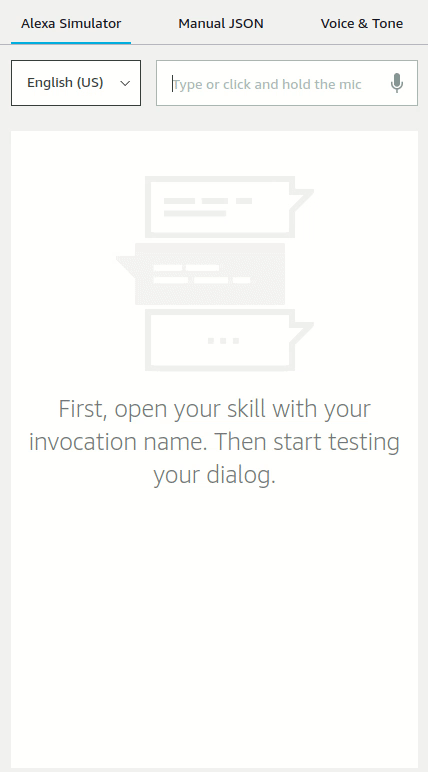 Alexa Simulator Manual JSON Voice & Tone
English (US) Type or click and hold the mic
First, open your skill with your
invocation name. Then start testing
your dialog.